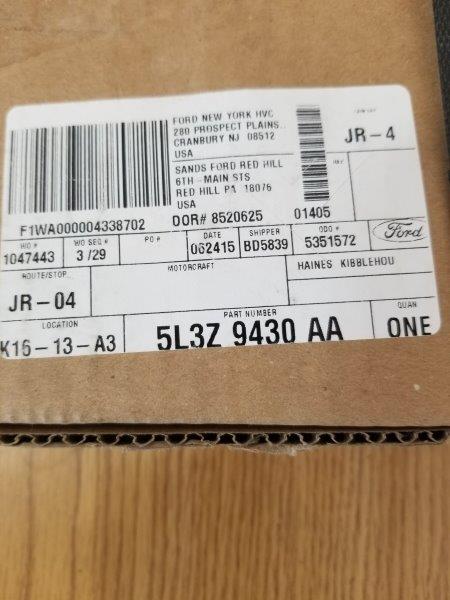 FORD NEW YORK HVC
280 PROSPECT PLAINS..
CRANBURY NJ 08512
USA
JR-4
SANDS FORD RED HILL
6TH-MAIN STS
RED HILL PA 18076
USA
F1WA000004338702
DOR# 8520625
01405
WO #
1047443
WO SEQ #
3 /29
PO #
DATE
062415
SHIPPER
BD5839
ODO #
5351572
Ford
ROUTE/STOP..
JR-04
MOTORCRAFT
HAINES KIBBLEHOU
LOCATION
K16-13-A3
PART NUMBER
5L3Z 9430 AA
QUAN
ONE